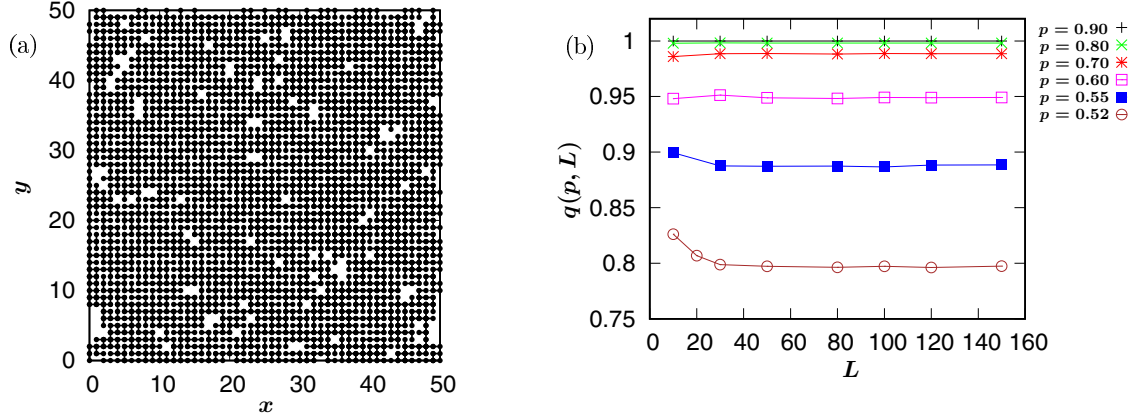 (a)
50
40
30
20
10
0
y
0 10 20 30 40 50
x
(b)
1
0.95
0.9
0.85
0.8
0.75
q(p, L)
0 20 40 60 80 100 120 140 160
L
p = 0.90
p = 0.80
p = 0.70
p = 0.60
p = 0.55
p = 0.52